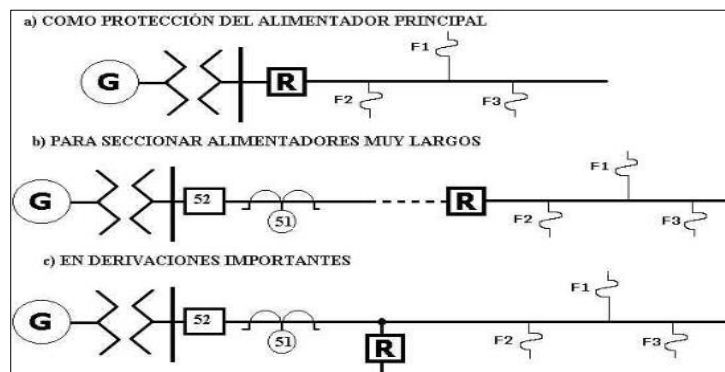 a) COMO PROTECCIÓN DEL ALIMENTADOR PRINCIPAL
F1
G
R
F2
F3
b) PARA SECCIONAR ALIMENTADORES MUY LARGOS
F1
G
52
R
51
F2
F3
c) EN DERIVACIONES IMPORTANTES
F1
G
52
51
F2
F3
R